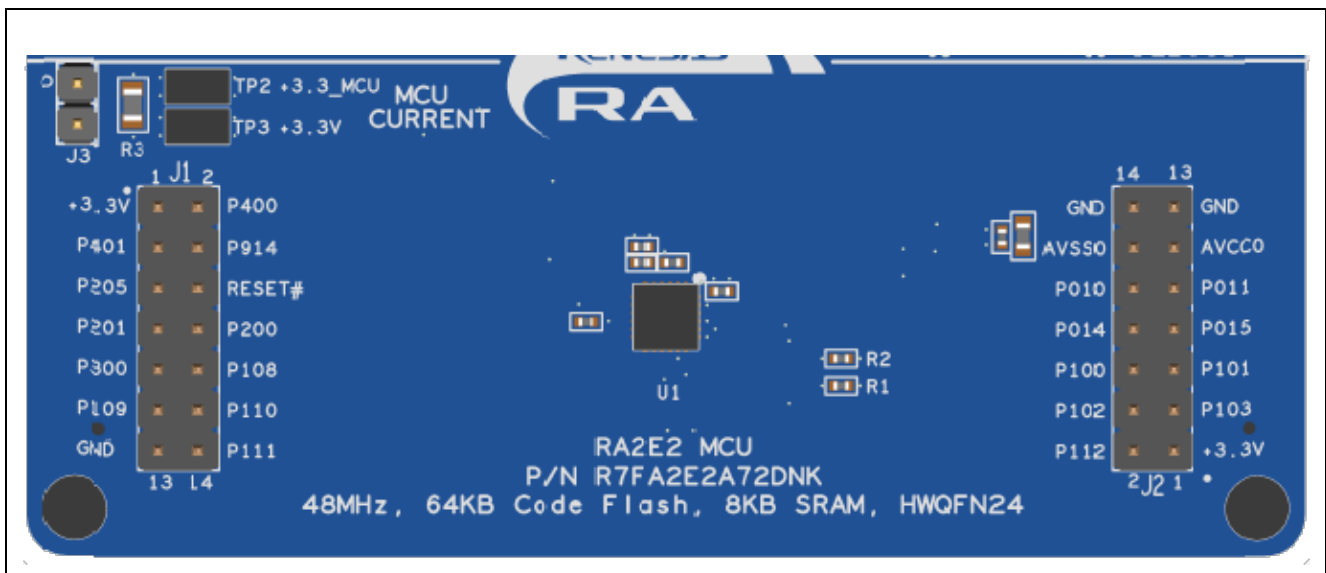 RA
TP2 +3.3_MCU
MCU
CURRENT
TP3 +3.3V
J3
R3
1 J1 2
+3.3V P400
P401 P914
P205 RESET#
P201 P200
P300 P108
P109 P110
GND P111
13 14
14 13
GND GND
AVSS0 AVCC0
P010 P011
P014 P015
P100 P101
P102 P103
P112 +3.3V
2 J2 1
R2
R1
U1
RA2E2 MCU
P/N R7FA2E2A72DNK
48MHz, 64KB Code Flash, 8KB SRAM, HWQFN24